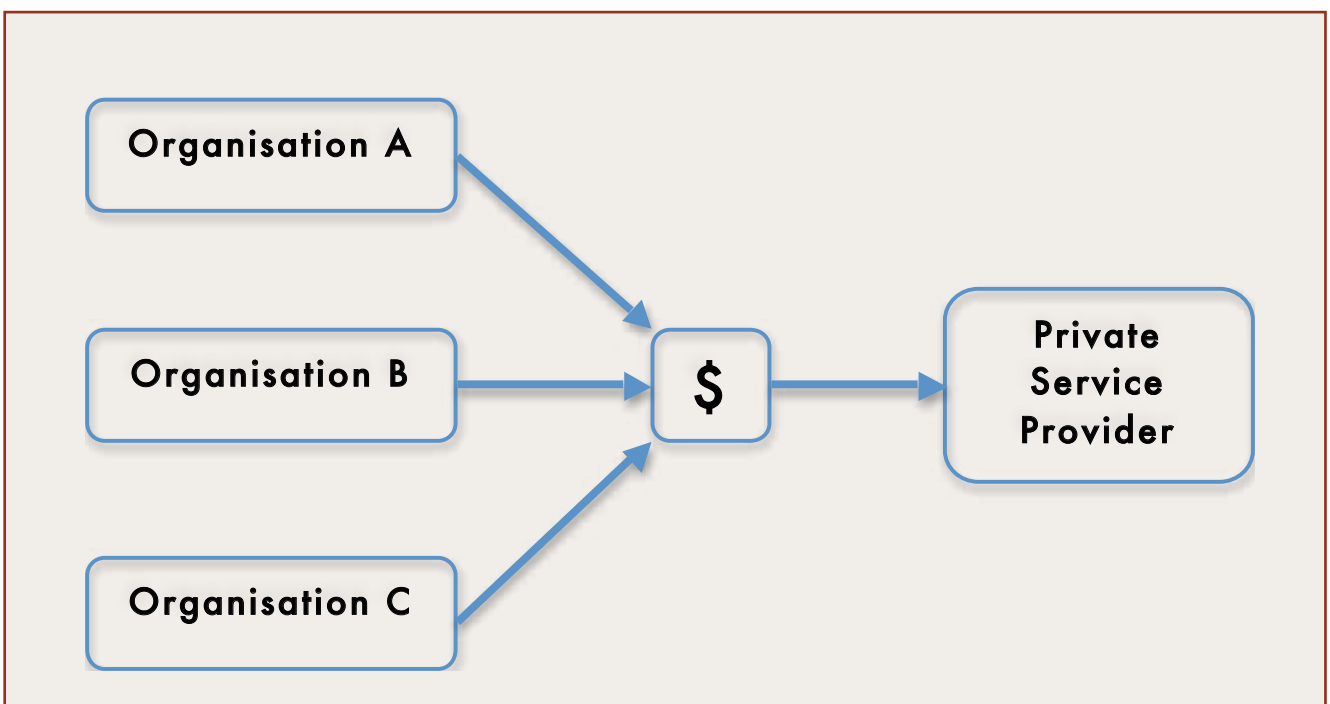 Organisation A
Organisation B
Organisation C
$
Private
Service
Provider